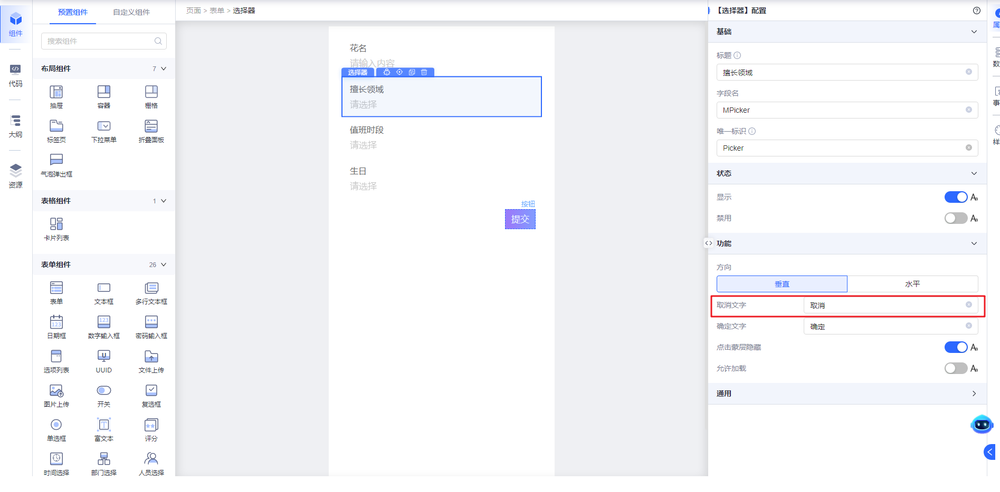 组件
代码
大纲
资源
预置组件
自定义组件
搜索组件
布局组件 7
抽屉 容器 栅格
标签页 下拉菜单 折叠面板
气泡弹出框
表格组件 1
卡片列表
表单组件 26
表单 文本框 多行文本框
日期框 数字输入框 密码输入框
选项列表 UUID 文件上传
图片上传 开关 复选框
单选框 富文本 评分
时间选择 部门选择 人员选择
页面 > 表单 > 选择器
花名
请输入内容
选择器
擅长领域
请选择
值班时段
请选择
生日
请选择
按钮
提交
【选择器】配置
基础
标题
擅长领域
字段名
MPicker
唯一标识
Picker
状态
显示
禁用
功能
方向
垂直 水平
取消文字 取消
确定文字 确定
点击蒙层隐藏
允许加载
通用
属
数
事
样